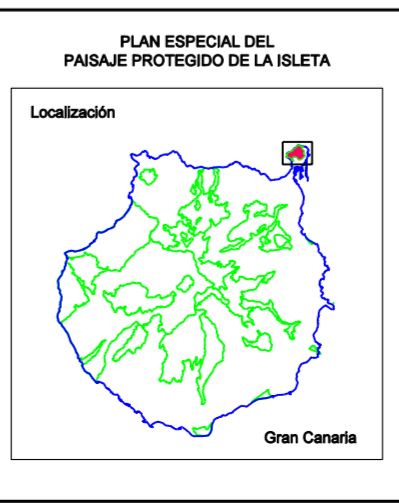 PLAN ESPECIAL DEL
PAISAJE PROTEGIDO DE LA ISLETA
Localización
Gran Canaria